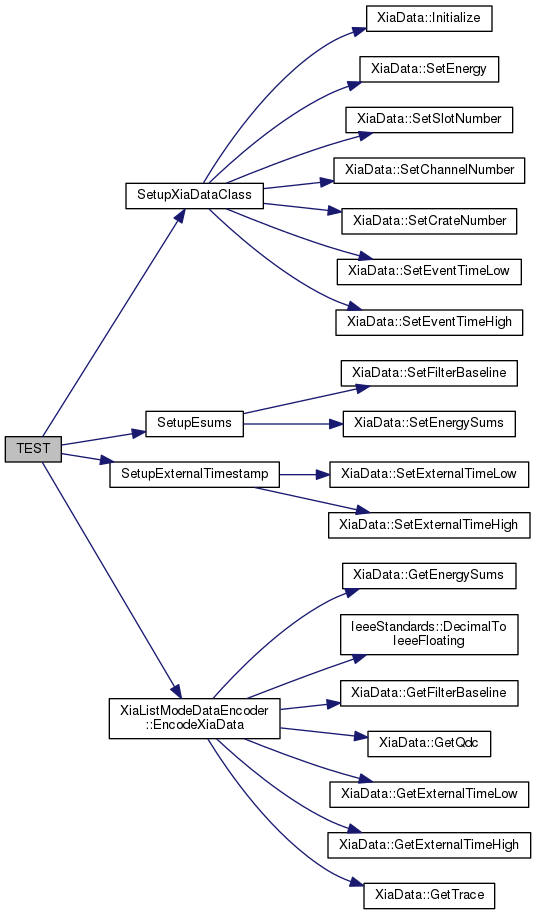 XiaData::Initialize
XiaData::SetEnergy
XiaData::SetSlotNumber
XiaData::SetChannelNumber
SetupXiaDataClass
XiaData::SetCrateNumber
XiaData::SetEventTimeLow
XiaData::SetEventTimeHigh
XiaData::SetFilterBaseline
SetupEsums
XiaData::SetEnergySums
TEST
SetupExternalTimestamp
XiaData::SetExternalTimeLow
XiaData::SetExternalTimeHigh
XiaData::GetEnergySums
IeeeStandards::DecimalTo
IeeeFloating
XiaData::GetFilterBaseline
XiaListModeDataEncoder
::EncodeXiaData
XiaData::GetQdc
XiaData::GetExternalTimeLow
XiaData::GetExternalTimeHigh
XiaData::GetTrace